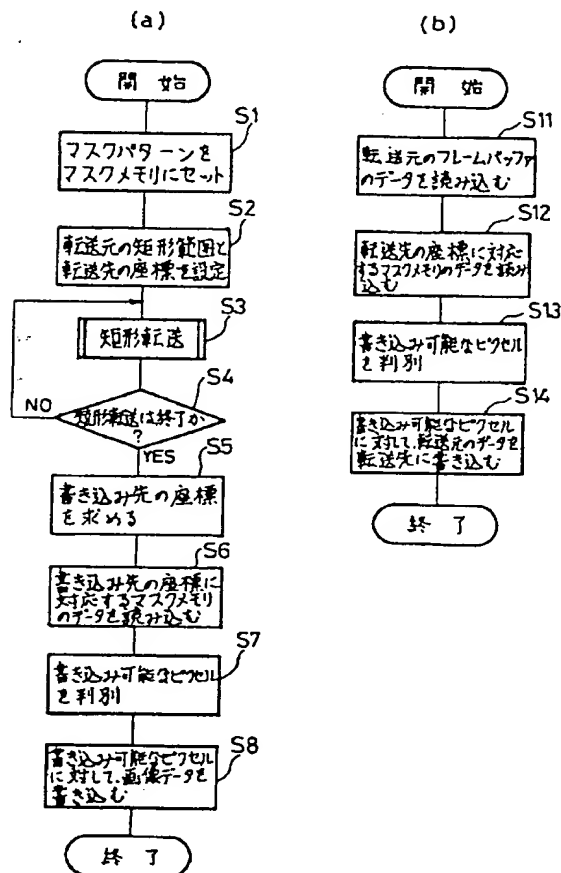 (a)
開始
S1
マスクパターンを
マスクメモリにセット
S2
転送元の矩形範囲と
転送先の座標を設定
S3
矩形転送
S4
矩形転送は終了か
?
NO
YES
S5
書き込み先の座標
を求める
S6
書き込み先の座標に
対応するマスクメモリ
のデータを読み込む
S7
書き込み可能なピクセル
を判別
S8
書き込み可能なピクセル
に対して、画像データを
書き込む
終了
(b)
開始
S11
転送元のフレームバッファ
のデータを読み込む
S12
転送先の座標に対応
するマスクメモリのデータを読み
込む
S13
書き込み可能なピクセル
を判別
S14
書き込み可能なピクセル
に対して、転送元のデータを
転送先に書き込む
終了